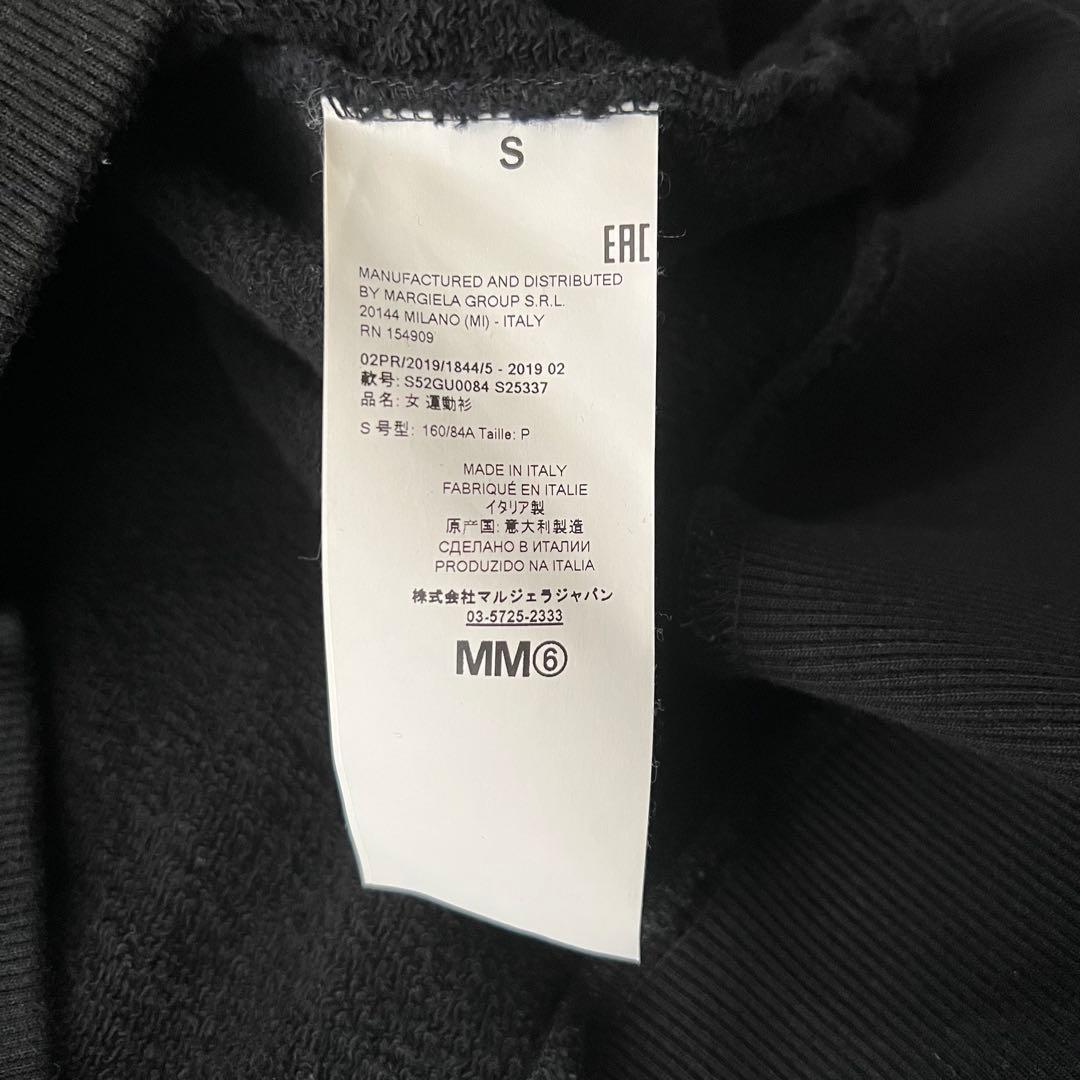 S
EAC
MANUFACTURED AND DISTRIBUTED
BY MARGIELA GROUP S.R.L.
20144 MILANO (MI) - ITALY
RN 154909
02PR/2019/1844/5 - 2019 02
款号: S52GU0084 S25337
品名: 女 運動衫
S 号型: 160/84A Taille: P
MADE IN ITALY
FABRIQUÉ EN ITALIE
イタリア製
原产国: 意大利製造
СДЕЛАНО В ИТАЛИИ
PRODUZIDO NA ITALIA
株式会社マルジェラジャパン
03-5725-2333
MM⑥